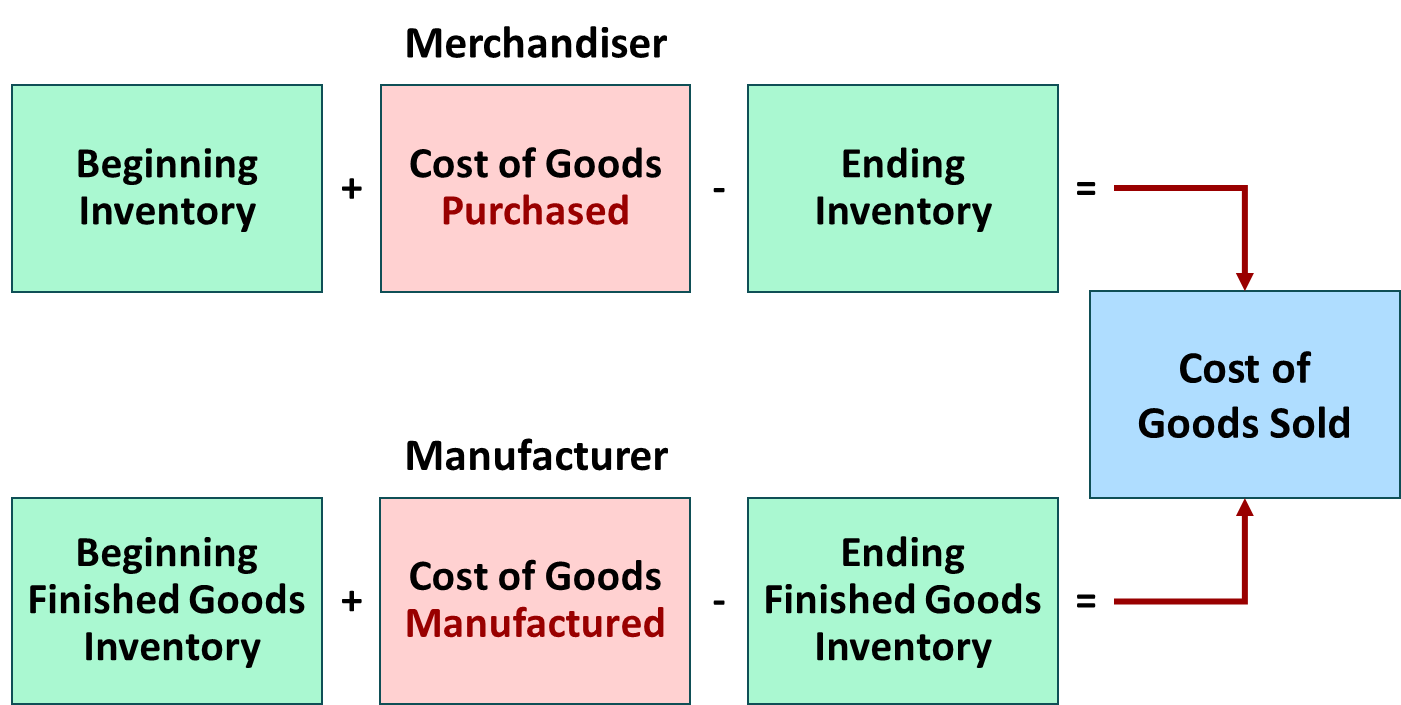 Merchandiser
Beginning
Inventory
+
Cost of Goods
Purchased
-
Ending
Inventory
=
Cost of
Goods Sold
Manufacturer
Beginning
Finished Goods
Inventory
+
Cost of Goods
Manufactured
-
Ending
Finished Goods
Inventory
=